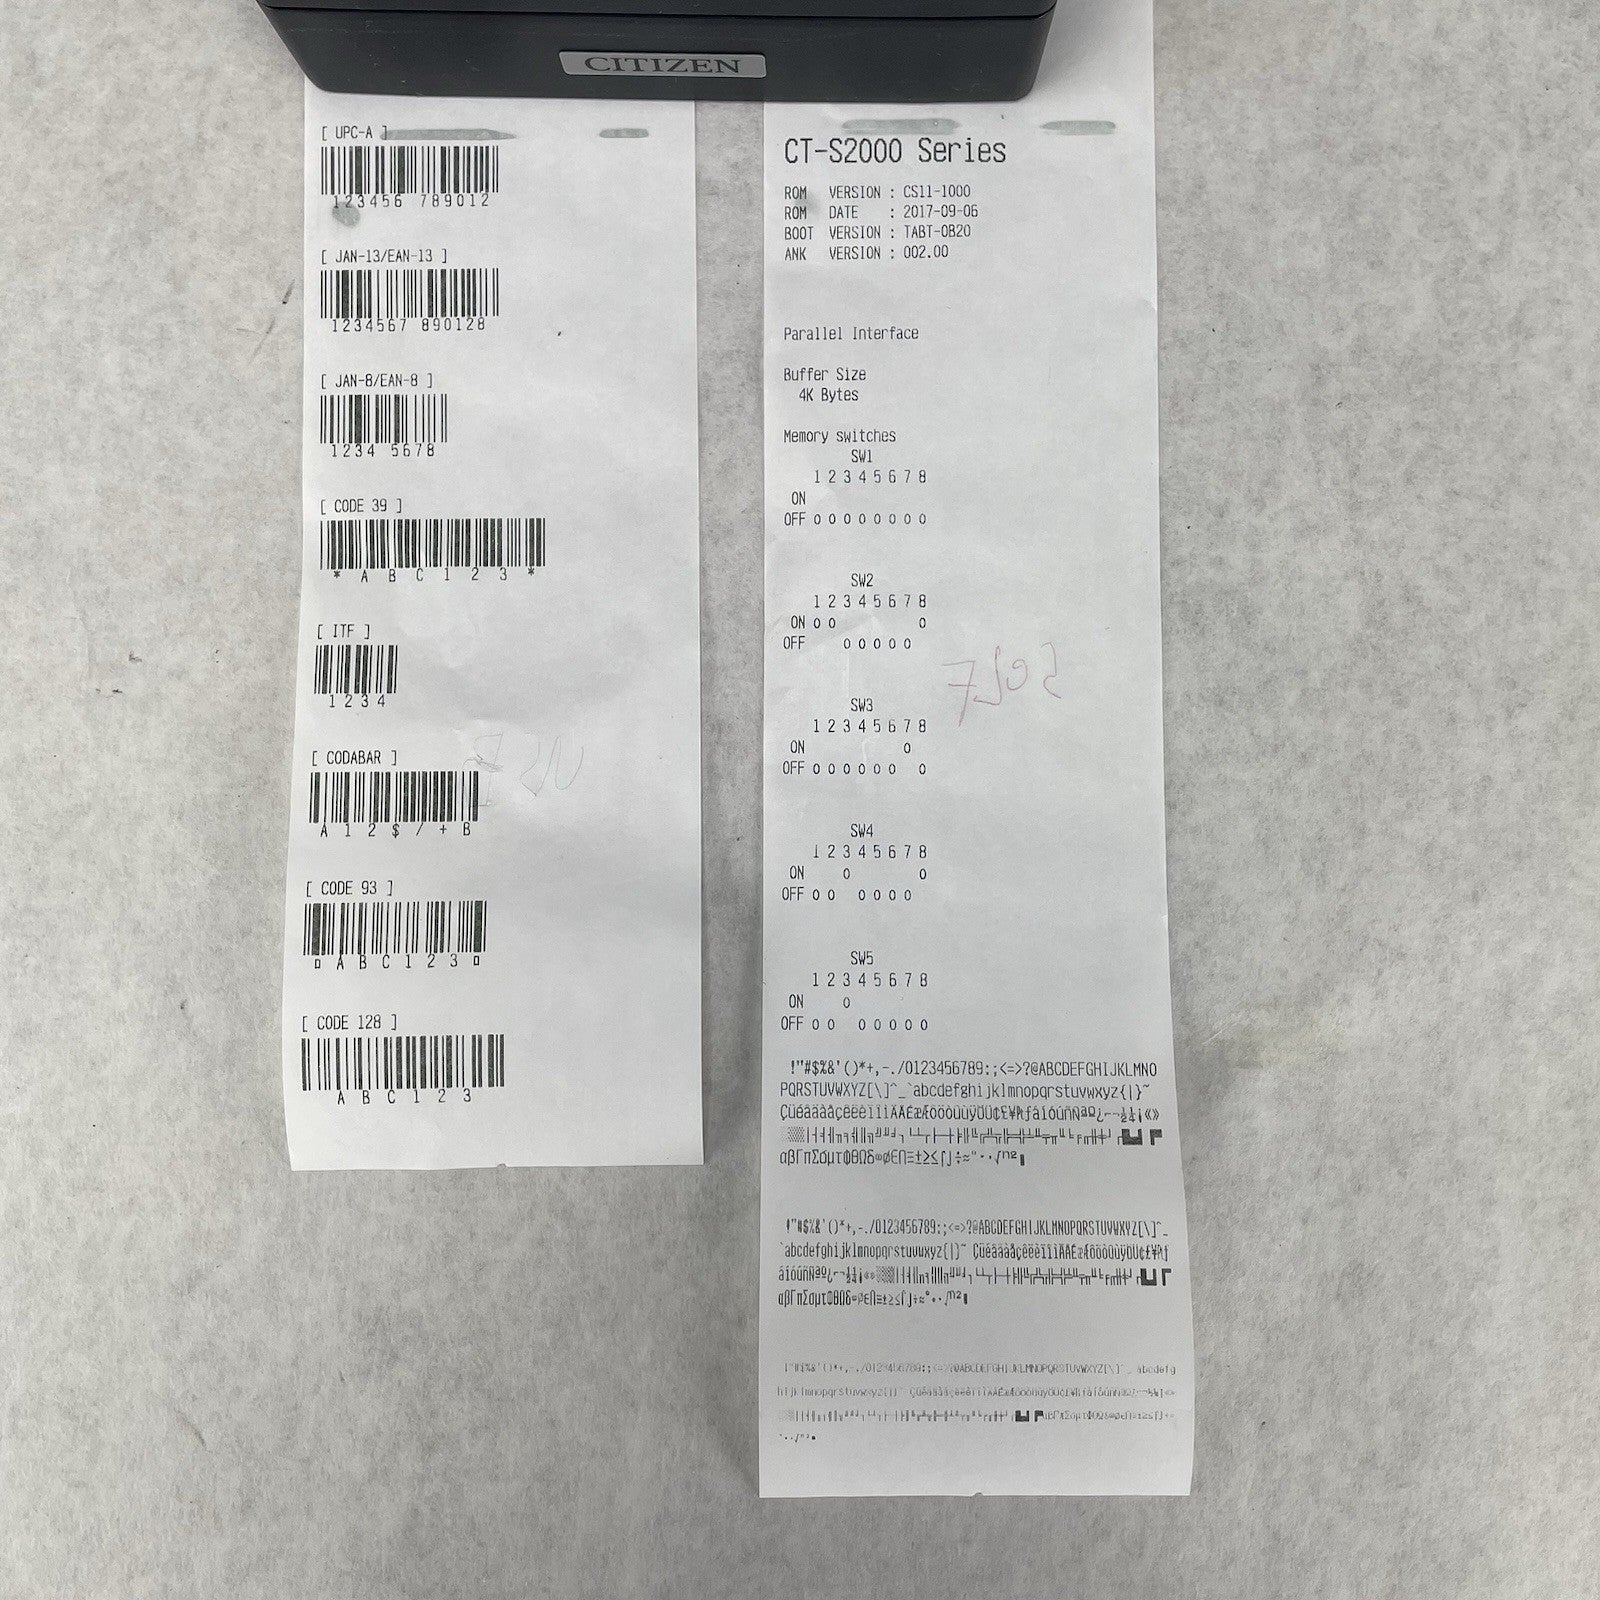 CITIZEN
[ UPC-A ]
123456 789012
[ JAN-13/EAN-13 ]
1234567 890128
[ JAN-8/EAN-8 ]
1234 5678
[ CODE 39 ]
* A B C 1 2 3 *
[ ITF ]
1 2 3 4
[ CODABAR ]
A 1 2 $ / + B
[ CODE 93 ]
¤ A B C 1 2 3 ¤
[ CODE 128 ]
A B C 1 2 3
CT-S2000 Series
ROM VERSION : CS11-1000
ROM DATE : 2017-09-06
BOOT VERSION : TABT-0B20
ANK VERSION : 002.00
Parallel Interface
Buffer Size
4K Bytes
Memory switches
SW1
1 2 3 4 5 6 7 8
ON
OFF o o o o o o o o
SW2
1 2 3 4 5 6 7 8
ON o o o
OFF o o o o o
SW3
1 2 3 4 5 6 7 8
ON o
OFF o o o o o o o
SW4
1 2 3 4 5 6 7 8
ON o o
OFF o o o o o o
SW5
1 2 3 4 5 6 7 8
ON o
OFF o o o o o o o
!"#$%&'()*+,-./0123456789:;<=>?@ABCDEFGHIJKLMNO
PQRSTUVWXYZ[\]^_`abcdefghijklmnopqrstuvwxyz{|}~
!"#$%&'()*+,-./0123456789:;<=>?@ABCDEFGHIJKLMNOPQRSTUVWXYZ[\]^_
`abcdefghijklmnopqrstuvwxyz{|}~
!"#$%&'()*+,-./0123456789:;<=>?@ABCDEFGHIJKLMNOPQRSTUVWXYZ[\]^_`abcdefg
hijklmnopqrstuvwxyz{|}~